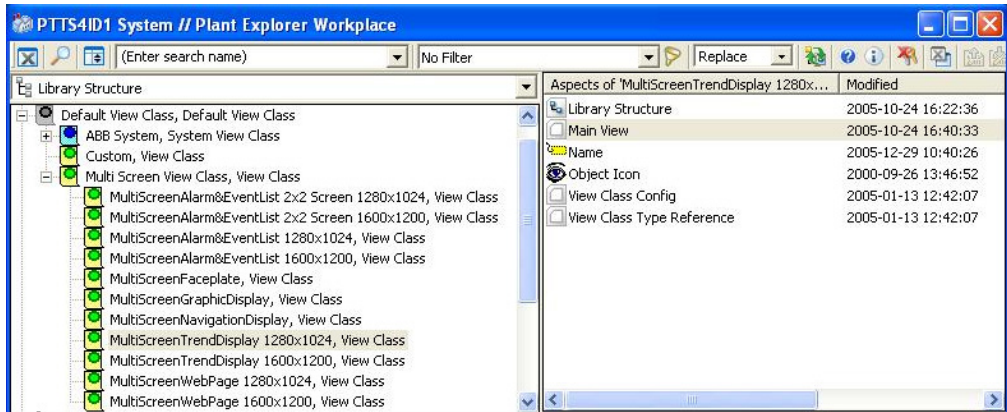 PTTS4ID1 System // Plant Explorer Workplace
(Enter search name) No Filter Replace
Library Structure
Default View Class, Default View Class
ABB System, System View Class
Custom, View Class
Multi Screen View Class, View Class
MultiScreenAlarm&EventList 2x2 Screen 1280x1024, View Class
MultiScreenAlarm&EventList 2x2 Screen 1600x1200, View Class
MultiScreenAlarm&EventList 1280x1024, View Class
MultiScreenAlarm&EventList 1600x1200, View Class
MultiScreenFaceplate, View Class
MultiScreenGraphicDisplay, View Class
MultiScreenNavigationDisplay, View Class
MultiScreenTrendDisplay 1280x1024, View Class
MultiScreenTrendDisplay 1600x1200, View Class
MultiScreenWebPage 1280x1024, View Class
MultiScreenWebPage 1600x1200, View Class
Aspects of 'MultiScreenTrendDisplay 1280x... Modified
Library Structure 2005-10-24 16:22:36
Main View 2005-10-24 16:40:33
Name 2005-12-29 10:40:26
Object Icon 2000-09-26 13:46:52
View Class Config 2005-01-13 12:42:07
View Class Type Reference 2005-01-13 12:42:07